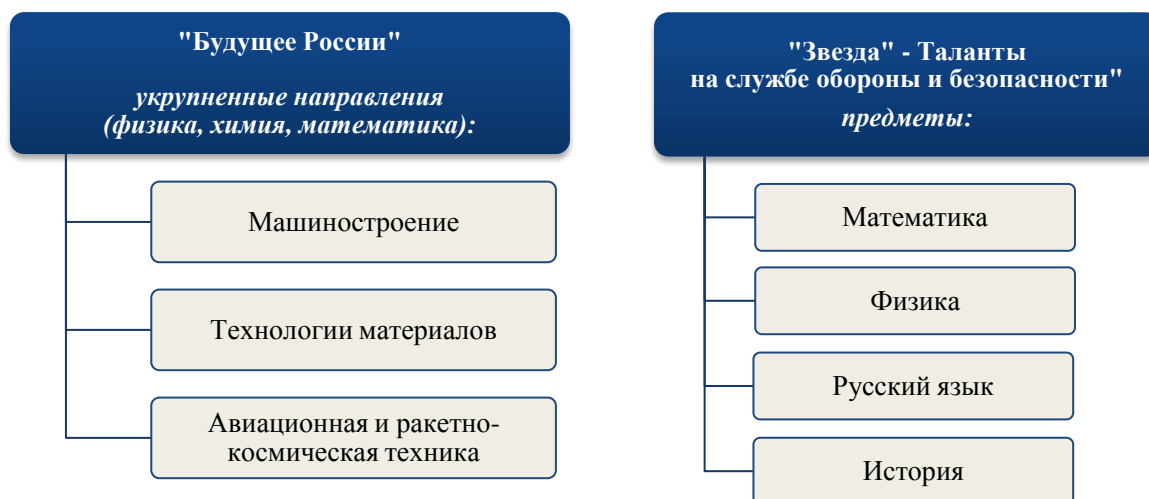 "Будущее России"
укрупненные направления
(физика, химия, математика):
Машиностроение
Технологии материалов
Авиационная и ракетно-
космическая техника
"Звезда" - Таланты
на службе обороны и безопасности"
предметы:
Математика
Физика
Русский язык
История